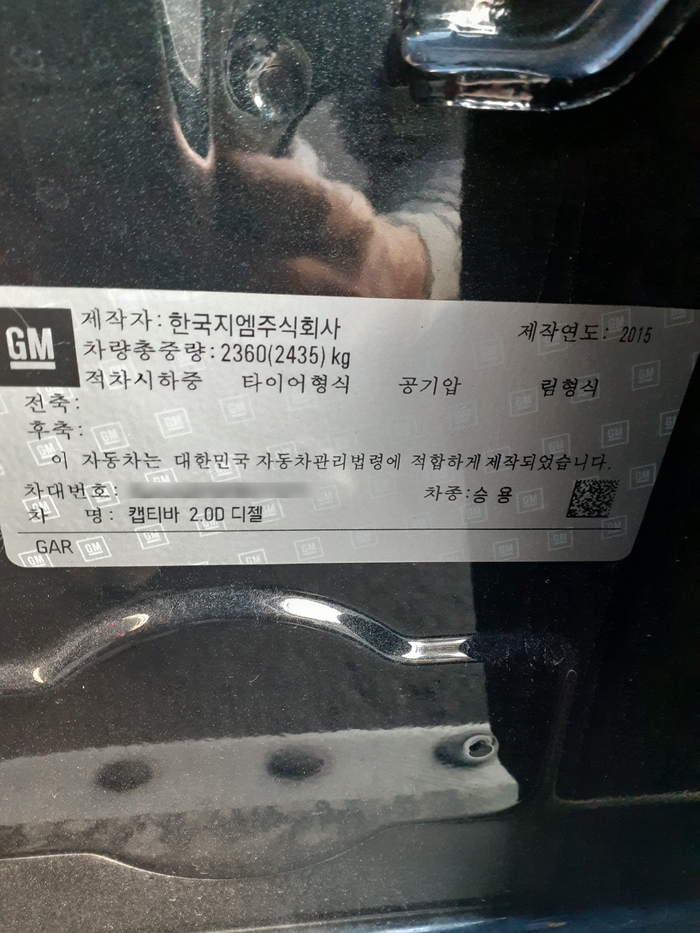 GM 제작자: 한국지엠주식회사 제작연도: 2015
차량총중량: 2360(2435) kg
적차시하중 타이어형식 공기압 림형식
전축:
후축:
이 자동차는 대한민국 자동차관리법령에 적합하게 제작되었습니다.
차대번호: 차종: 승 용
차 명: 캡티바 2.0D 디젤
GAR